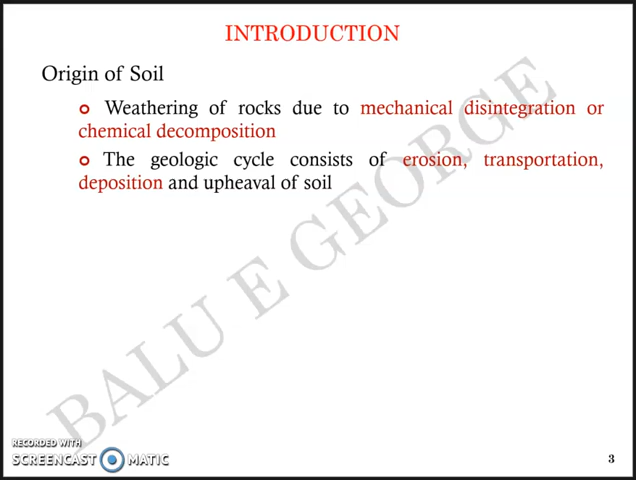 INTRODUCTION
Origin of Soil
Weathering of rocks due to mechanical disintegration or
chemical decomposition
The geologic cycle consists of erosion, transportation,
deposition and upheaval of soil
BALU E GEORGE
RECORDED WITH
SCREENCAST MATIC
3